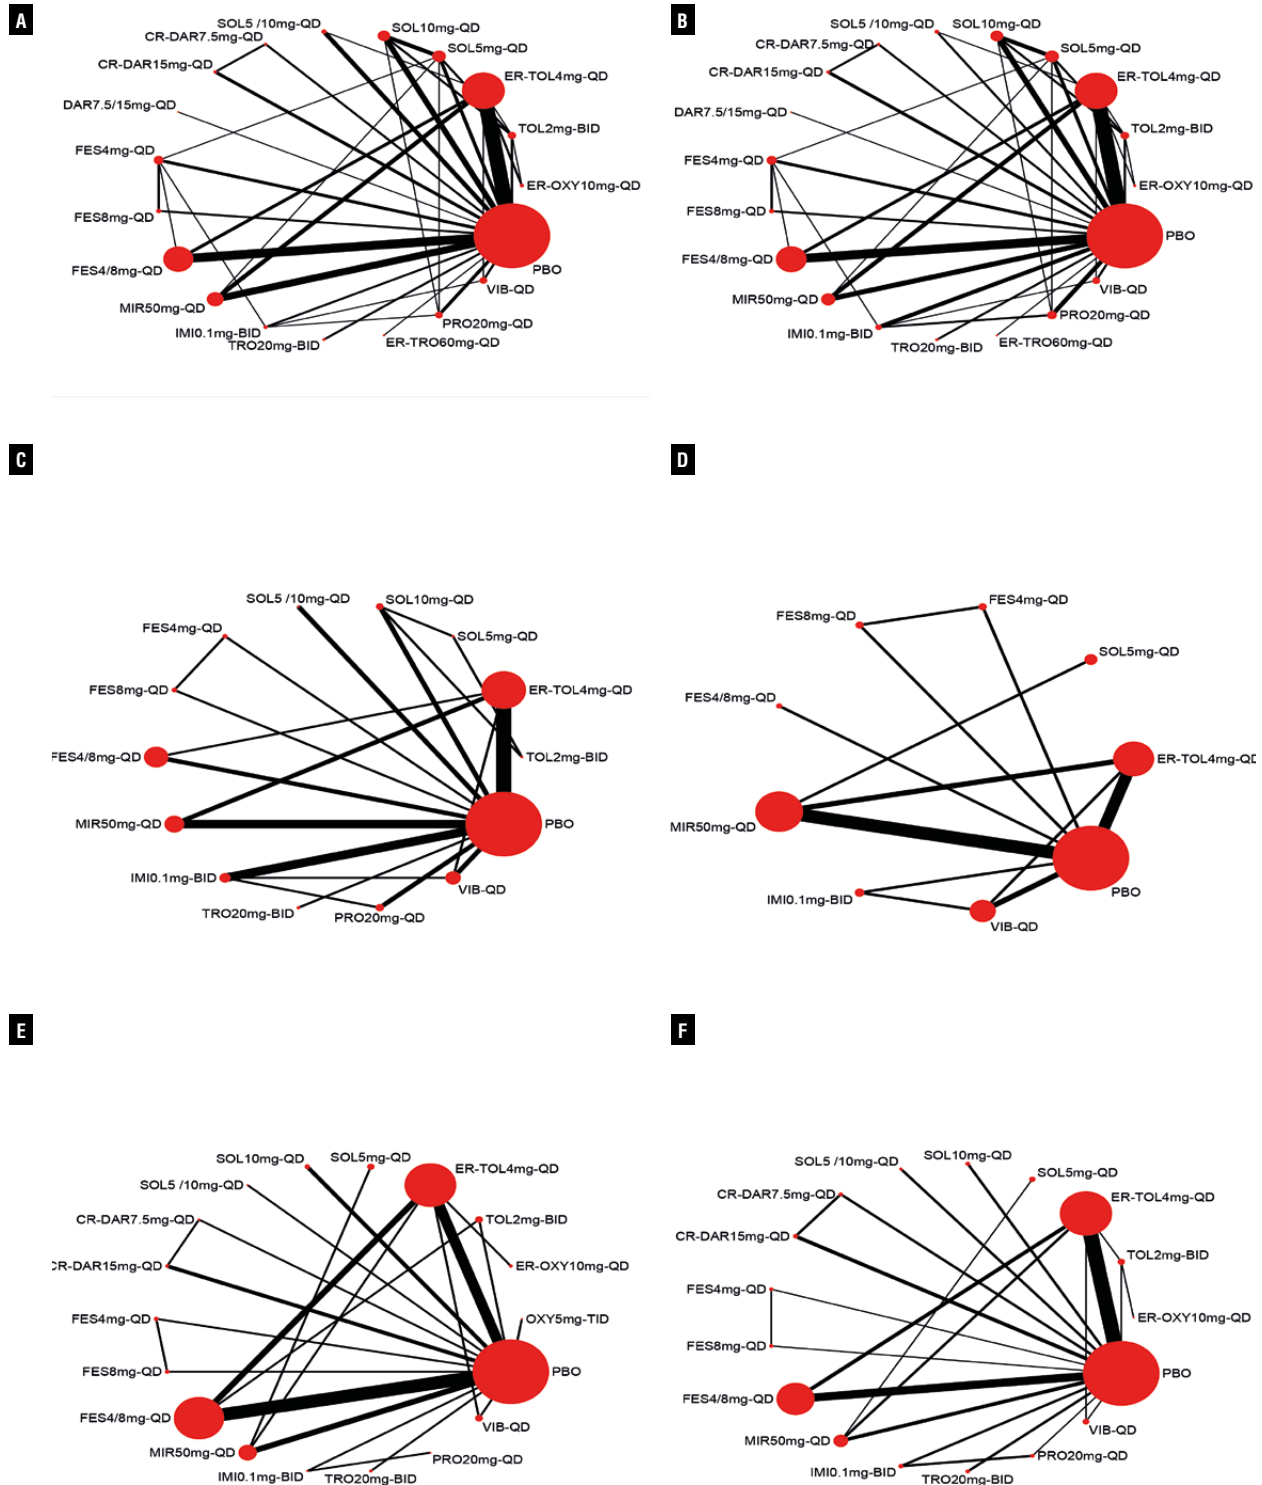 A
SOL5 /10mg-QD
SOL10mg-QD
CR-DAR7.5mg-QD
SOL5mg-QD
CR-DAR15mg-QD
ER-TOL4mg-QD
DAR7.5/15mg-QD
TOL2mg-BID
FES4mg-QD
ER-OXY10mg-QD
FES8mg-QD
FES4/8mg-QD
PBO
MIR50mg-QD
VIB-QD
IMI0.1mg-BID
PRO20mg-QD
TRO20mg-BID
ER-TRO60mg-QD
B
SOL5 /10mg-QD
SOL10mg-QD
CR-DAR7.5mg-QD
SOL5mg-QD
CR-DAR15mg-QD
ER-TOL4mg-QD
DAR7.5/15mg-QD
TOL2mg-BID
FES4mg-QD
ER-OXY10mg-QD
FES8mg-QD
PBO
FES4/8mg-QD
VIB-QD
MIR50mg-QD
PRO20mg-QD
IMI0.1mg-BID
TRO20mg-BID
ER-TRO60mg-QD
C
SOL5 /10mg-QD
SOL10mg-QD
FES4mg-QD
SOL5mg-QD
FES8mg-QD
ER-TOL4mg-QD
FES4/8mg-QD
TOL2mg-BID
MIR50mg-QD
PBO
IMI0.1mg-BID
VIB-QD
TRO20mg-BID
PRO20mg-QD
D
FES8mg-QD
FES4mg-QD
SOL5mg-QD
FES4/8mg-QD
ER-TOL4mg-QD
MIR50mg-QD
PBO
IMI0.1mg-BID
VIB-QD
E
SOL10mg-QD
SOL5mg-QD
ER-TOL4mg-QD
SOL5 /10mg-QD
CR-DAR7.5mg-QD
TOL2mg-BID
CR-DAR15mg-QD
ER-OXY10mg-QD
FES4mg-QD
OXY5mg-TID
FES8mg-QD
PBO
FES4/8mg-QD
VIB-QD
MIR50mg-QD
PRO20mg-QD
IMI0.1mg-BID
TRO20mg-BID
F
SOL5 /10mg-QD
SOL10mg-QD
SOL5mg-QD
CR-DAR7.5mg-QD
ER-TOL4mg-QD
CR-DAR15mg-QD
TOL2mg-BID
FES4mg-QD
ER-OXY10mg-QD
FES8mg-QD
PBO
FES4/8mg-QD
VIB-QD
MIR50mg-QD
PRO20mg-QD
IMI0.1mg-BID
TRO20mg-BID